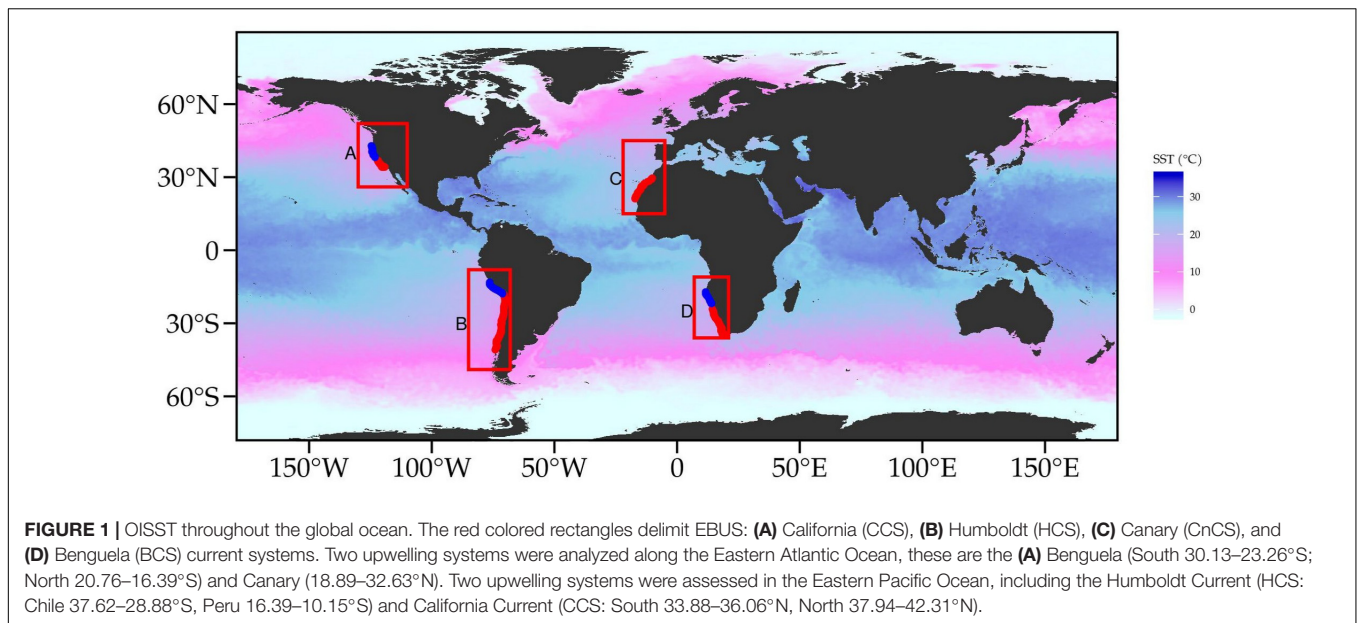 60°N
30°N
0
30°S
60°S
A
B
C
D
150°W 100°W 50°W 0 50°E 100°E 150°E
SST (°C)
30
20
10
0
FIGURE 1 | OISST throughout the global ocean. The red colored rectangles delimit EBUS: (A) California (CCS), (B) Humboldt (HCS), (C) Canary (CnCS), and
(D) Benguela (BCS) current systems. Two upwelling systems were analyzed along the Eastern Atlantic Ocean, these are the (A) Benguela (South 30.13–23.26°S;
North 20.76–16.39°S) and Canary (18.89–32.63°N). Two upwelling systems were assessed in the Eastern Pacific Ocean, including the Humboldt Current (HCS:
Chile 37.62–28.88°S, Peru 16.39–10.15°S) and California Current (CCS: South 33.88–36.06°N, North 37.94–42.31°N).